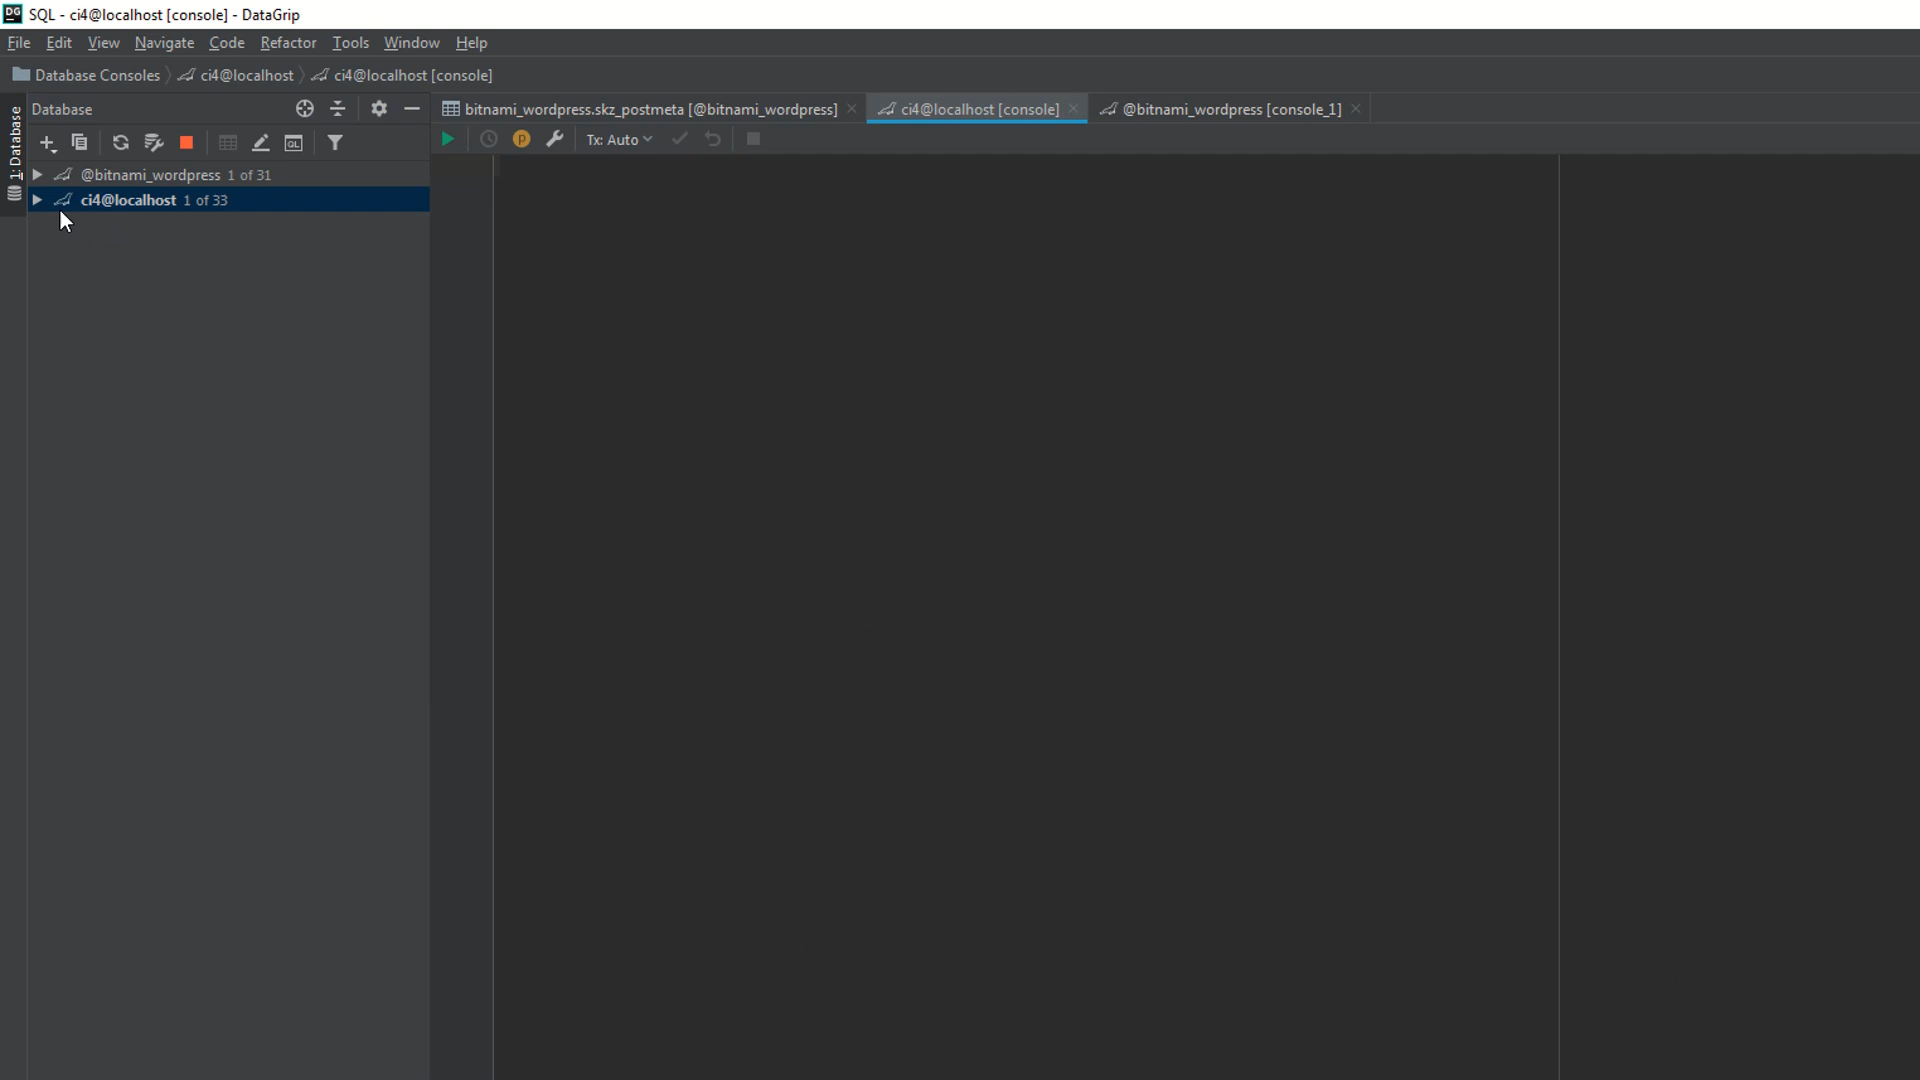 DG SQL - ci4@localhost [console] - DataGrip
File Edit View Navigate Code Refactor Tools Window Help
Database Consoles ci4@localhost ci4@localhost [console]
1: Database
Database
bitnami_wordpress.skz_postmeta [@bitnami_wordpress] ci4@localhost [console] @bitnami_wordpress [console_1]
QL
P Tx: Auto
@bitnami_wordpress 1 of 31
ci4@localhost 1 of 33